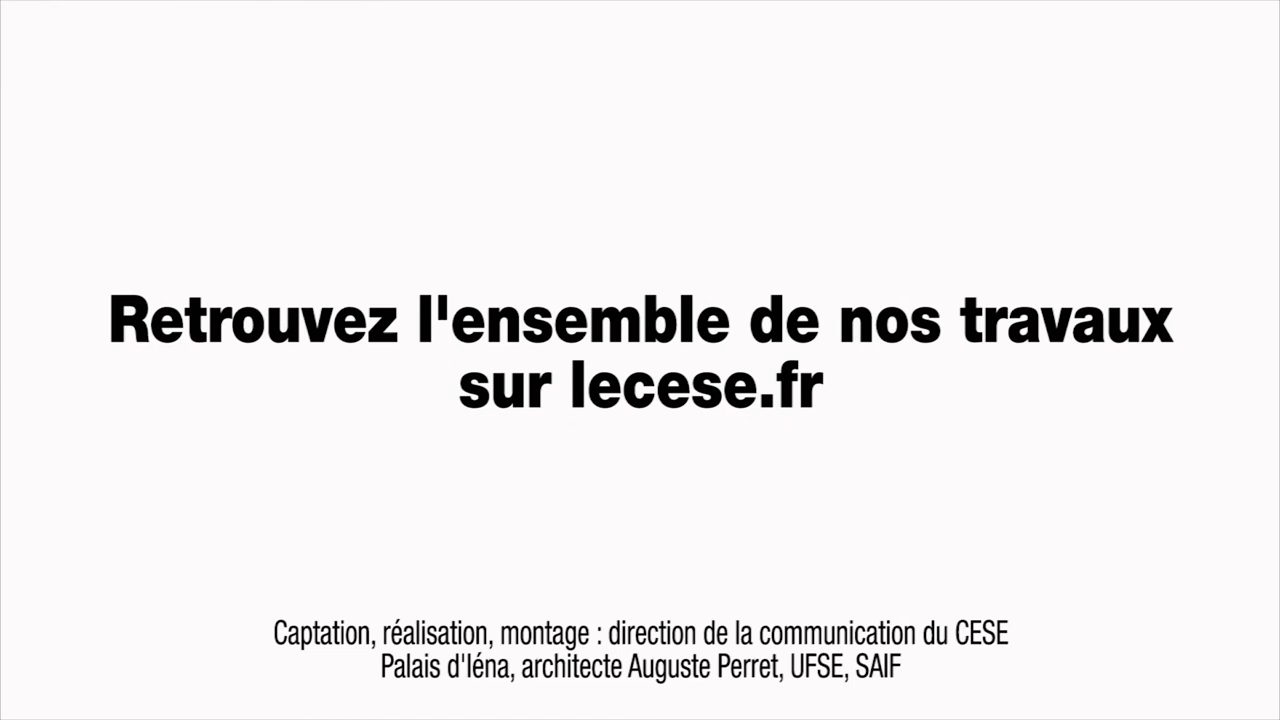 Retrouvez l'ensemble de nos travaux
sur lecese.fr
Captation, réalisation, montage : direction de la communication du CESE
Palais d'Iéna, architecte Auguste Perret, UFSE, SAIF